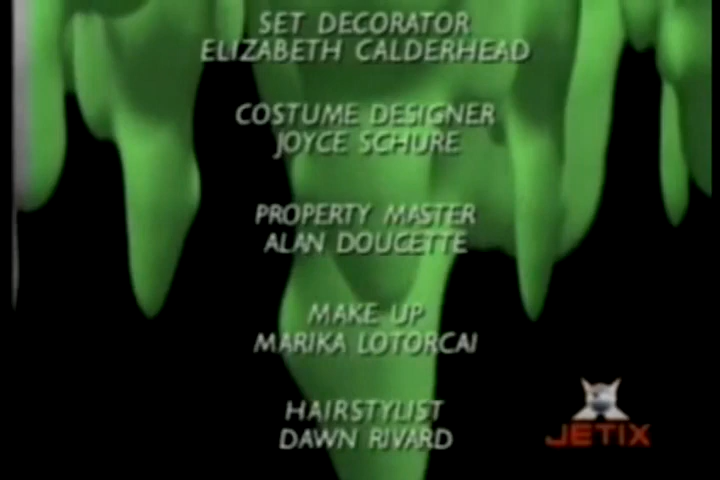 SET DECORATOR
ELIZABETH CALDERHEAD
COSTUME DESIGNER
JOYCE SCHURE
PROPERTY MASTER
ALAN DOUCETTE
MAKE UP
MARIKA LOTORCAI
HAIRSTYLIST
DAWN RIVARD
JETIX